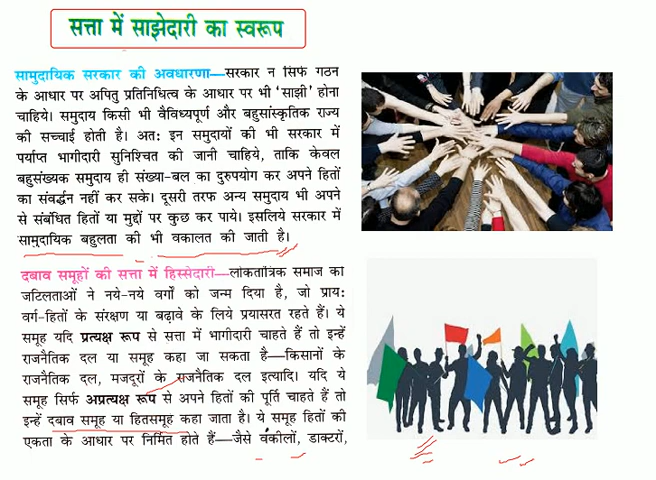 सत्ता में साझेदारी का स्वरूप
सामुदायिक सरकार की अवधारणा—सरकार न सिर्फ गठन
के आधार पर अपितु प्रतिनिधित्व के आधार पर भी ‘साझी’ होना
चाहिये। समुदाय किसी भी वैविध्यपूर्ण और बहुसांस्कृतिक राज्य
की सच्चाई होती है। अत: इन समुदायों की भी सरकार में
पर्याप्त भागीदारी सुनिश्चित की जानी चाहिये, ताकि केवल
बहुसंख्यक समुदाय ही संख्या-बल का दुरुपयोग कर अपने हितों
का संवर्द्धन नहीं कर सके। दूसरी तरफ अन्य समुदाय भी अपने
से संबंधित हितों या मुद्दों पर कुछ कर पाये। इसलिये सरकार में
सामुदायिक बहुलता की भी वकालत की जाती है।
दबाव समूहों की सत्ता में हिस्सेदारी—लोकतांत्रिक समाज का
जटिलताओं ने नये-नये वर्गों को जन्म दिया है, जो प्राय:
वर्ग-हितों के संरक्षण या बढ़ावे के लिये प्रयासरत रहते हैं। ये
समूह यदि प्रत्यक्ष रूप से सत्ता में भागीदारी चाहते हैं तो इन्हें
राजनैतिक दल या समूह कहा जा सकता है—किसानों के
राजनैतिक दल, मजदूरों के राजनैतिक दल इत्यादि। यदि ये
समूह सिर्फ अप्रत्यक्ष रूप से अपने हितों की पूर्ति चाहते हैं तो
इन्हें दबाव समूह या हितसमूह कहा जाता है। ये समूह हितों की
एकता के आधार पर निर्मित होते हैं—जैसे वकीलों, डाक्टरों,